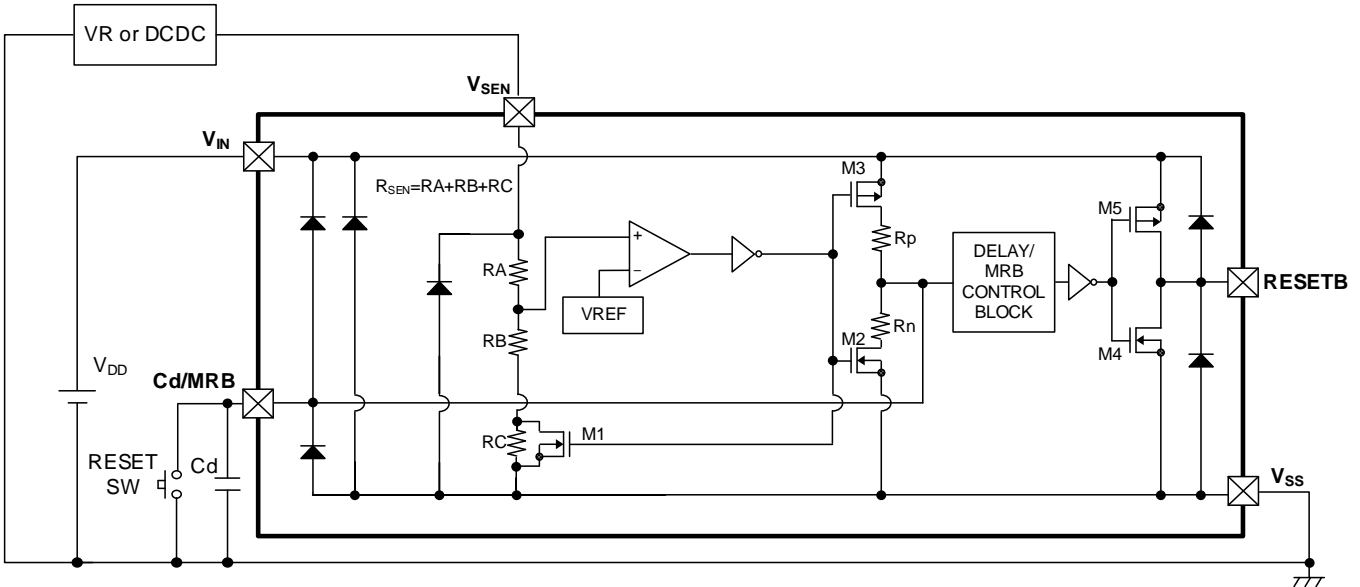 VR or DCDC
VSEN
VIN
RSEN=RA+RB+RC
M3
M5
RA
+
−
Rp
DELAY/
MRB
CONTROL
BLOCK
RESETB
VREF
Rn
RB
M2
M4
VDD
Cd/MRB
RC
M1
RESET
SW
Cd
VSS